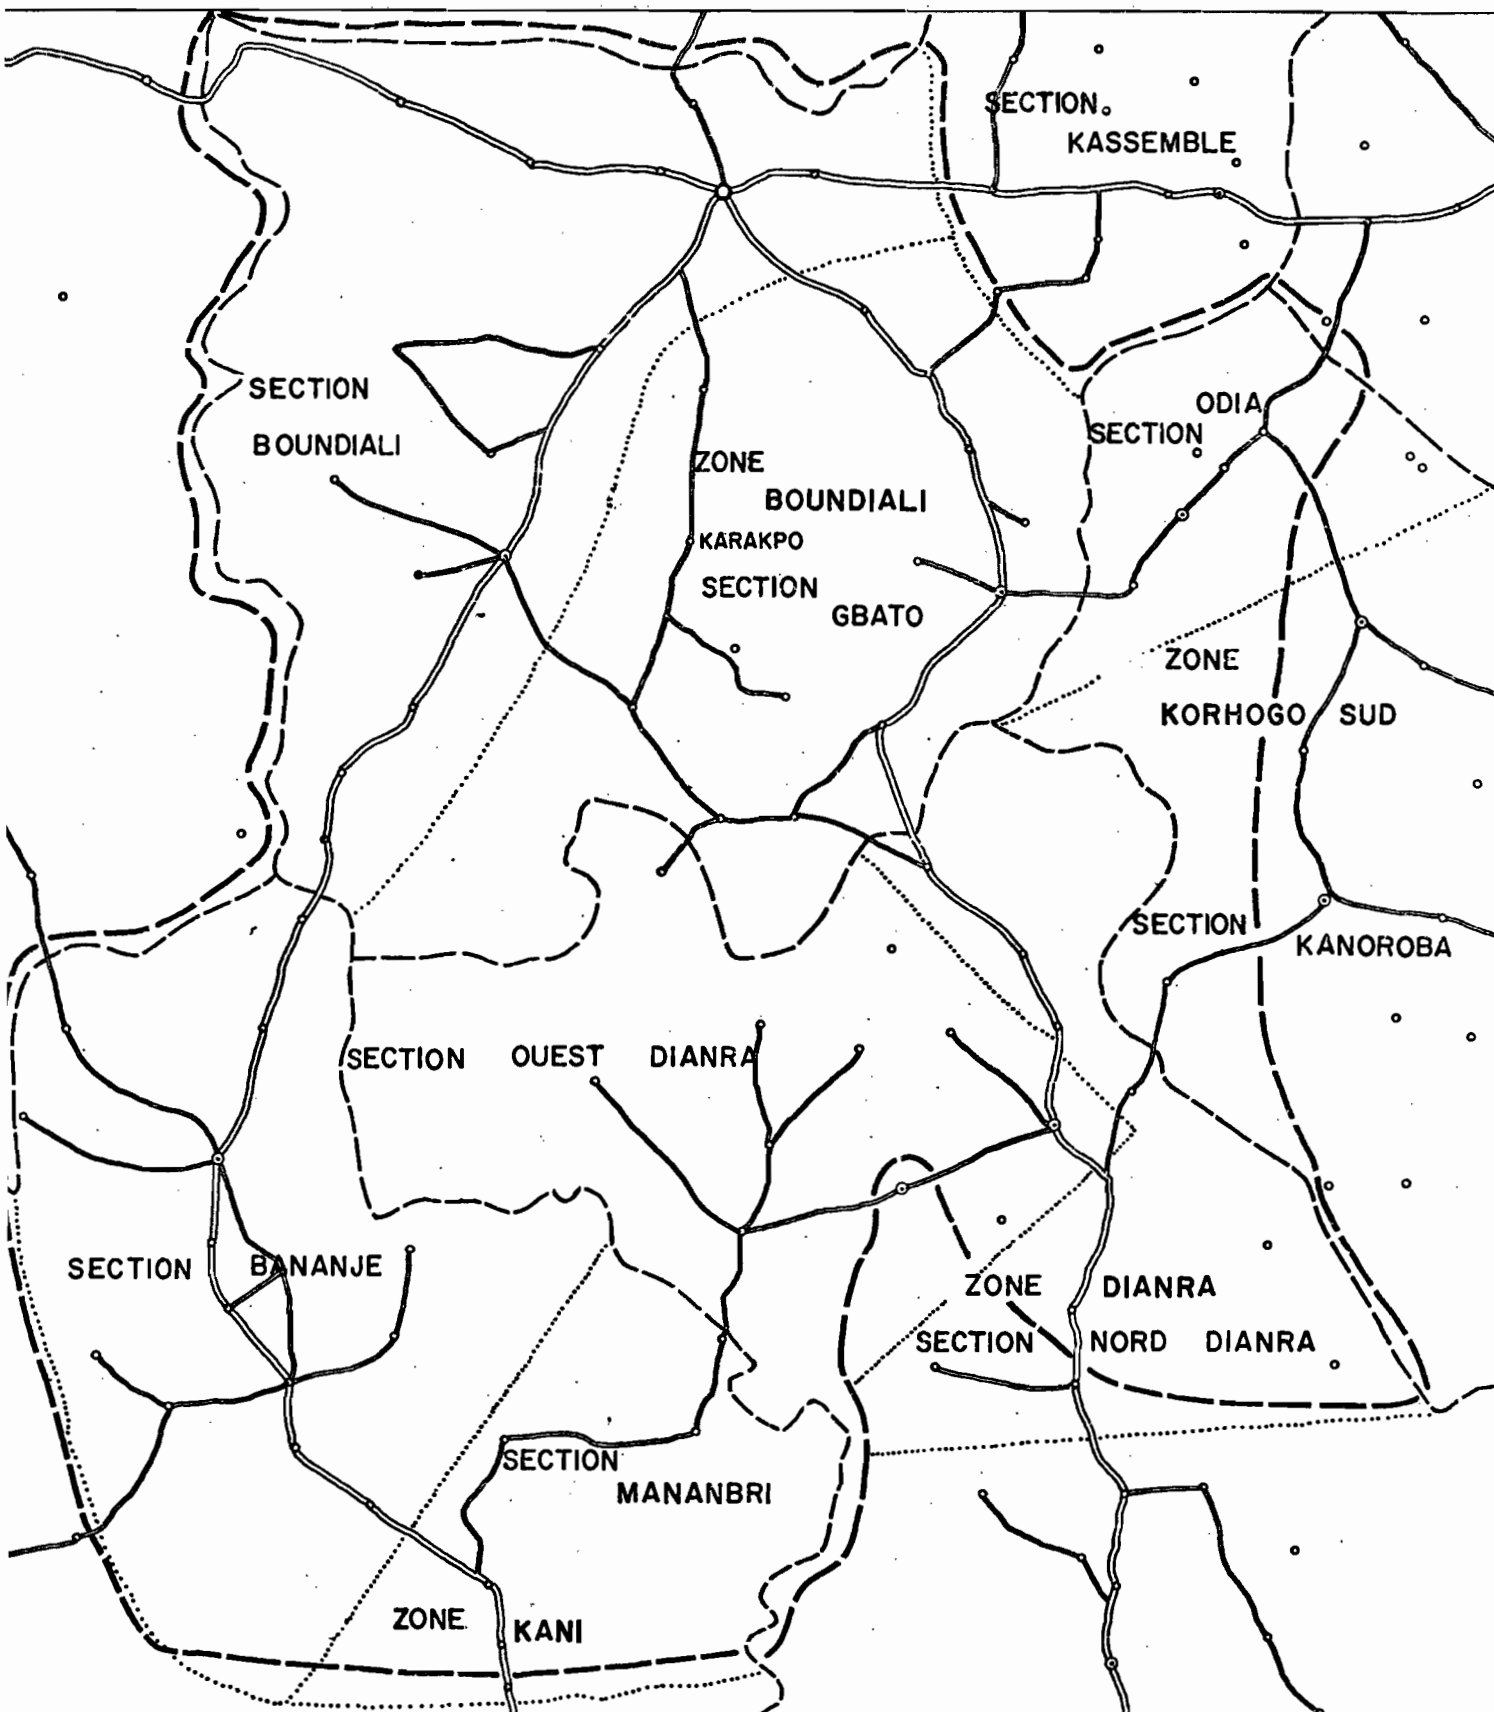 SECTION
KASSEMBLE
SECTION
BOUNDIALI
ODIA
SECTION
ZONE
BOUNDIALI
KARAKPO
SECTION
GBATO
ZONE
KORHOGO SUD
SECTION
KANOROBA
SECTION OUEST DIANRA
SECTION BANANJE
ZONE DIANRA
SECTION NORD DIANRA
SECTION
MANANBRI
ZONE KANI